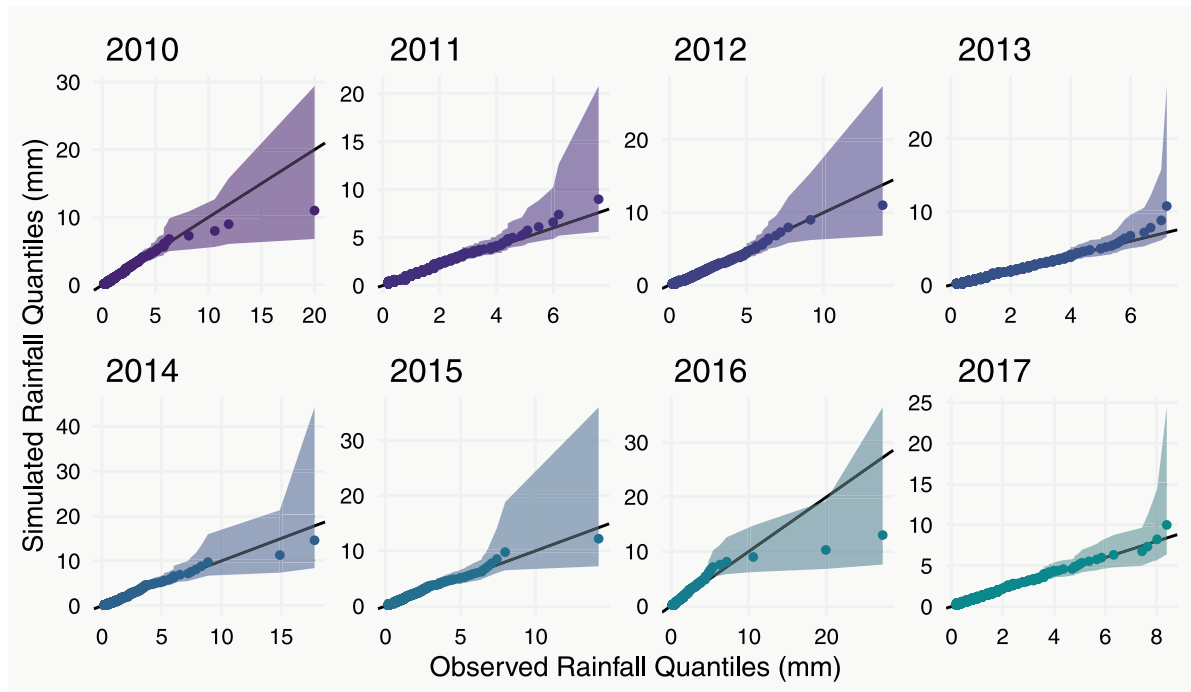 2010 2011 2012 2013
30 20 10 0
20 15 10 5 0
20 10 0
20 10 0
0 5 10 15 20
0 2 4 6
0 5 10
0 2 4 6
2014 2015 2016 2017
40 30 20 10 0
30 20 10 0
40 30 20 10 0
25 20 15 10 5 0
0 5 10 15
0 5 10
0 10 20
0 2 4 6 8
Simulated Rainfall Quantiles (mm)
Observed Rainfall Quantiles (mm)